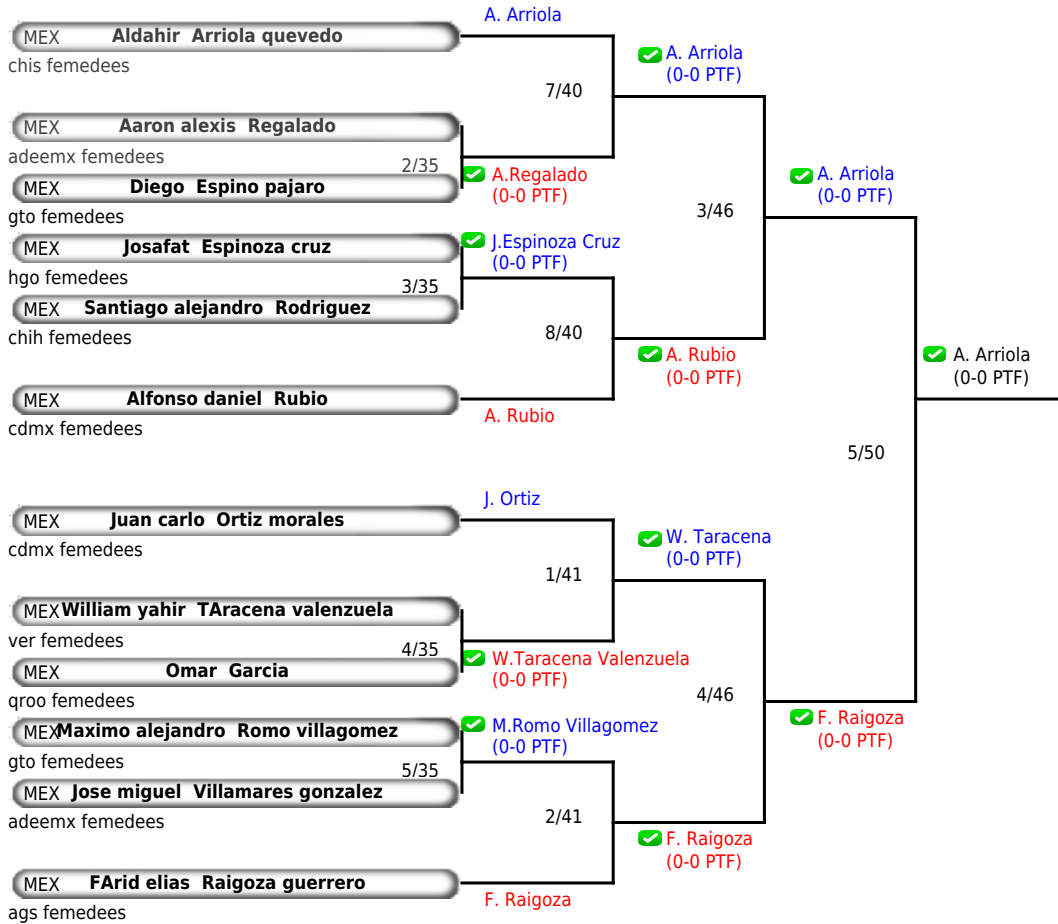 A. Arriola
MEX Aldahir Arriola quevedo
chis femedees
A. Arriola
(0-0 PTF)
7/40
MEX Aaron alexis Regalado
adeemx femedees
2/35
A.Regalado
(0-0 PTF)
MEX Diego Espino pajaro
gto femedees
A. Arriola
(0-0 PTF)
3/46
MEX Josafat Espinoza cruz
hgo femedees
J.Espinoza Cruz
(0-0 PTF)
3/35
MEX Santiago alejandro Rodriguez
chih femedees
8/40
A. Rubio
(0-0 PTF)
A. Arriola
(0-0 PTF)
MEX Alfonso daniel Rubio
cdmx femedees
A. Rubio
5/50
J. Ortiz
MEX Juan carlo Ortiz morales
cdmx femedees
W. Taracena
(0-0 PTF)
1/41
MEX William yahir TAracena valenzuela
ver femedees
4/35
W.Taracena Valenzuela
(0-0 PTF)
MEX Omar Garcia
qroo femedees
4/46
F. Raigoza
(0-0 PTF)
MEX Maximo alejandro Romo villagomez
gto femedees
M.Romo Villagomez
(0-0 PTF)
5/35
MEX Jose miguel Villamares gonzalez
adeemx femedees
2/41
F. Raigoza
(0-0 PTF)
MEX FArid elias Raigoza guerrero
ags femedees
F. Raigoza